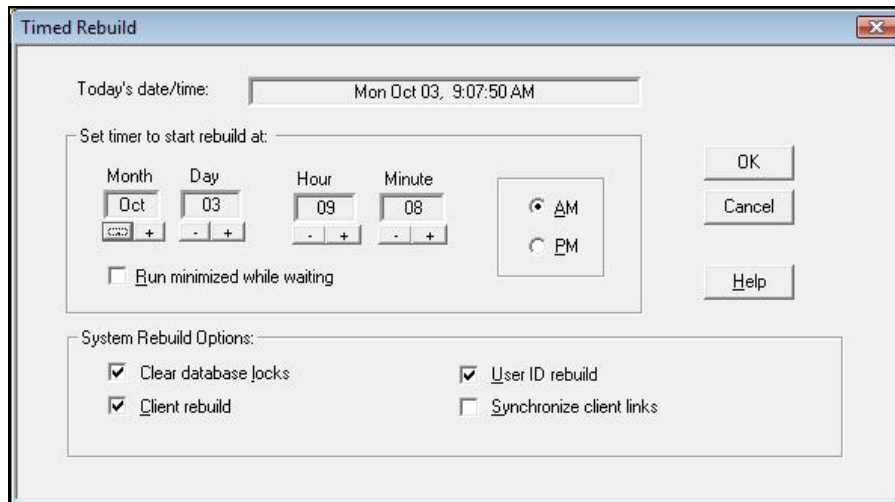 Timed Rebuild
Today's date/time: Mon Oct 03, 9:07:50 AM
Set timer to start rebuild at:
Month Day Hour Minute
Oct 03 09 08
- + - + - + - +
AM
PM
Run minimized while waiting
OK
Cancel
Help
System Rebuild Options:
Clear database locks
User ID rebuild
Client rebuild
Synchronize client links